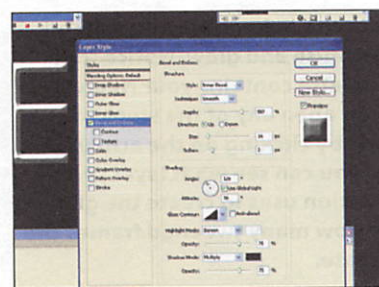 E
Layer Style
Styles
Blending Options: Default
Drop Shadow
Inner Shadow
Outer Glow
Inner Glow
Bevel and Emboss
Contour
Texture
Satin
Color Overlay
Gradient Overlay
Pattern Overlay
Stroke
Bevel and Emboss
Structure
Style: Inner Bevel
Technique: Smooth
Depth: %
Direction: Up Down
Size: px
Soften: px
Shading
Angle:
Use Global Light
Altitude:
Gloss Contour: Anti-aliased
Highlight Mode: Screen
Opacity: 75 %
Shadow Mode: Multiply
Opacity: 75 %
OK
Cancel
New Style...
Preview